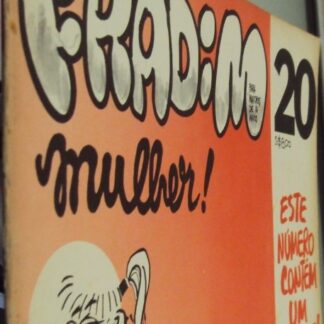 FRADIM
20
mulher!
ESTE
NÚMERO
CONTÉM
UM